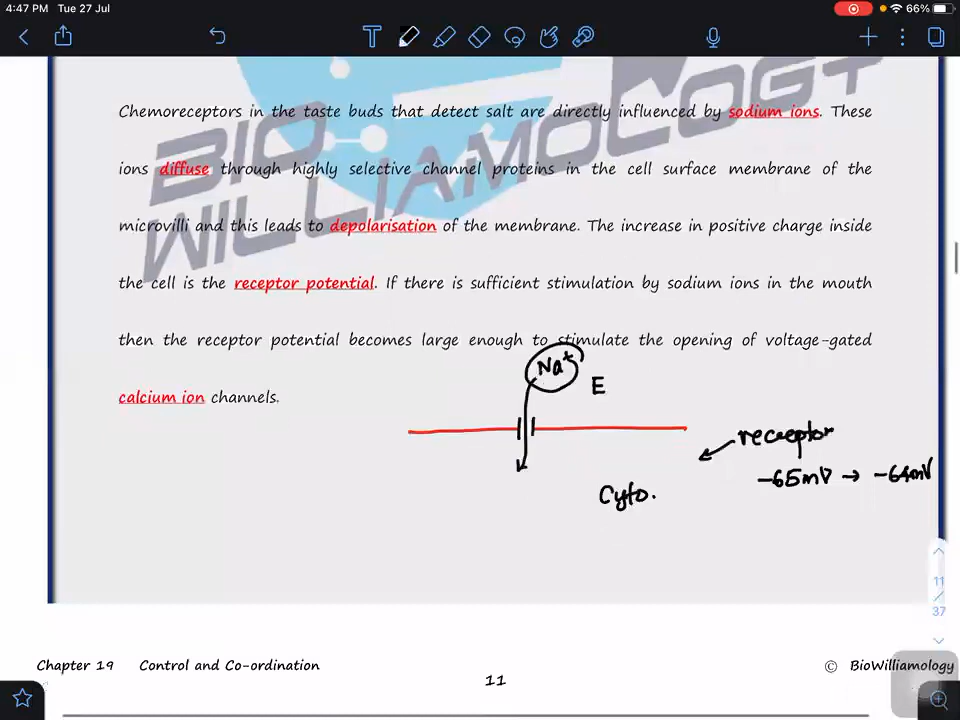 4:47 PM Tue 27 Jul
66%
BIO
WILLIAMOLOGY
Chemoreceptors in the taste buds that detect salt are directly influenced by sodium ions. These
ions diffuse through highly selective channel proteins in the cell surface membrane of the
microvilli and this leads to depolarisation of the membrane. The increase in positive charge inside
the cell is the receptor potential. If there is sufficient stimulation by sodium ions in the mouth
then the receptor potential becomes large enough to stimulate the opening of voltage-gated
calcium ion channels.
Na+
E
receptor
-65mV → -64mV
Cyto.
11
/
37
Chapter 19 Control and Co-ordination
© BioWilliamology
11